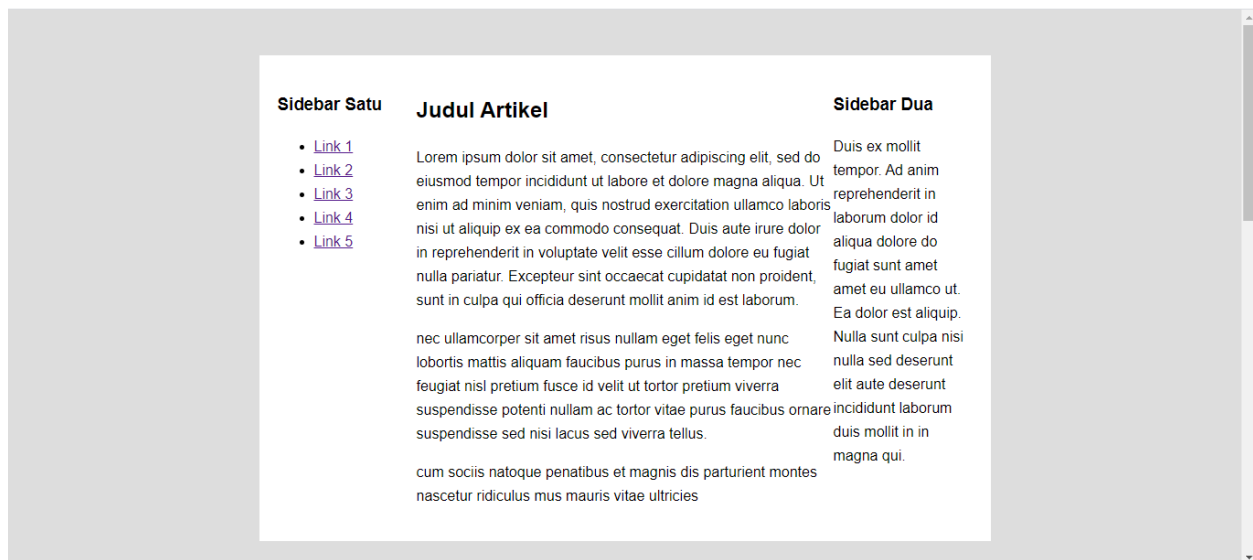 Sidebar Satu
Link 1
Link 2
Link 3
Link 4
Link 5
Judul Artikel
Lorem ipsum dolor sit amet, consectetur adipiscing elit, sed do
eiusmod tempor incididunt ut labore et dolore magna aliqua. Ut
enim ad minim veniam, quis nostrud exercitation ullamco laboris
nisi ut aliquip ex ea commodo consequat. Duis aute irure dolor
in reprehenderit in voluptate velit esse cillum dolore eu fugiat
nulla pariatur. Excepteur sint occaecat cupidatat non proident,
sunt in culpa qui officia deserunt mollit anim id est laborum.
nec ullamcorper sit amet risus nullam eget felis eget nunc
lobortis mattis aliquam faucibus purus in massa tempor nec
feugiat nisl pretium fusce id velit ut tortor pretium viverra
suspendisse potenti nullam ac tortor vitae purus faucibus ornare
suspendisse sed nisi lacus sed viverra tellus.
cum sociis natoque penatibus et magnis dis parturient montes
nascetur ridiculus mus mauris vitae ultricies
Sidebar Dua
Duis ex mollit
tempor. Ad anim
reprehenderit in
laborum dolor id
aliqua dolore do
fugiat sunt amet
amet eu ullamco ut.
Ea dolor est aliquip.
Nulla sunt culpa nisi
nulla sed deserunt
elit aute deserunt
incididunt laborum
duis mollit in in
magna qui.